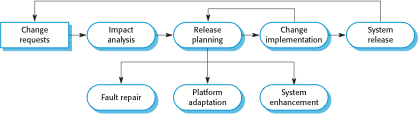 Change
requests
Impact
analysis
Release
planning
Change
implementation
System
release
Fault repair
Platform
adaptation
System
enhancement